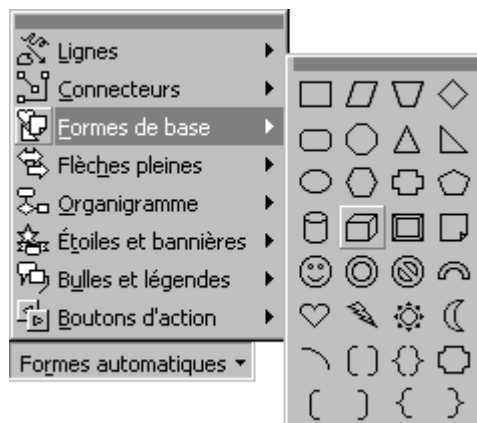 Lignes
Connecteurs
Formes de base
Flèches pleines
Organigramme
Étoiles et bannières
Bulles et légendes
Boutons d'action
Formes automatiques